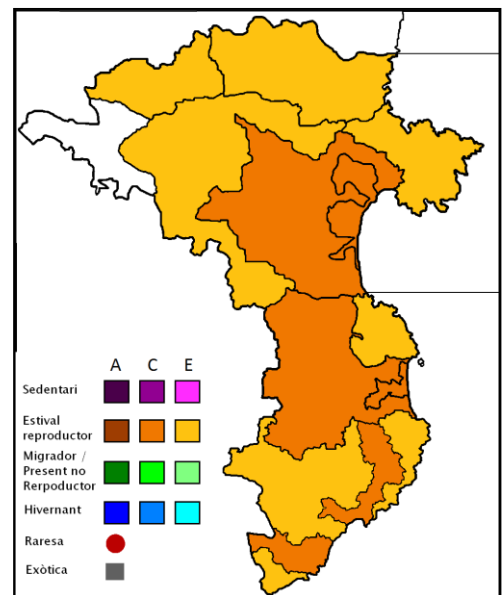 A C E
Sedentari
Estival
reproductor
Migrador /
Present no
Rerpoductor
Hivernant
Raresa
Exòtica